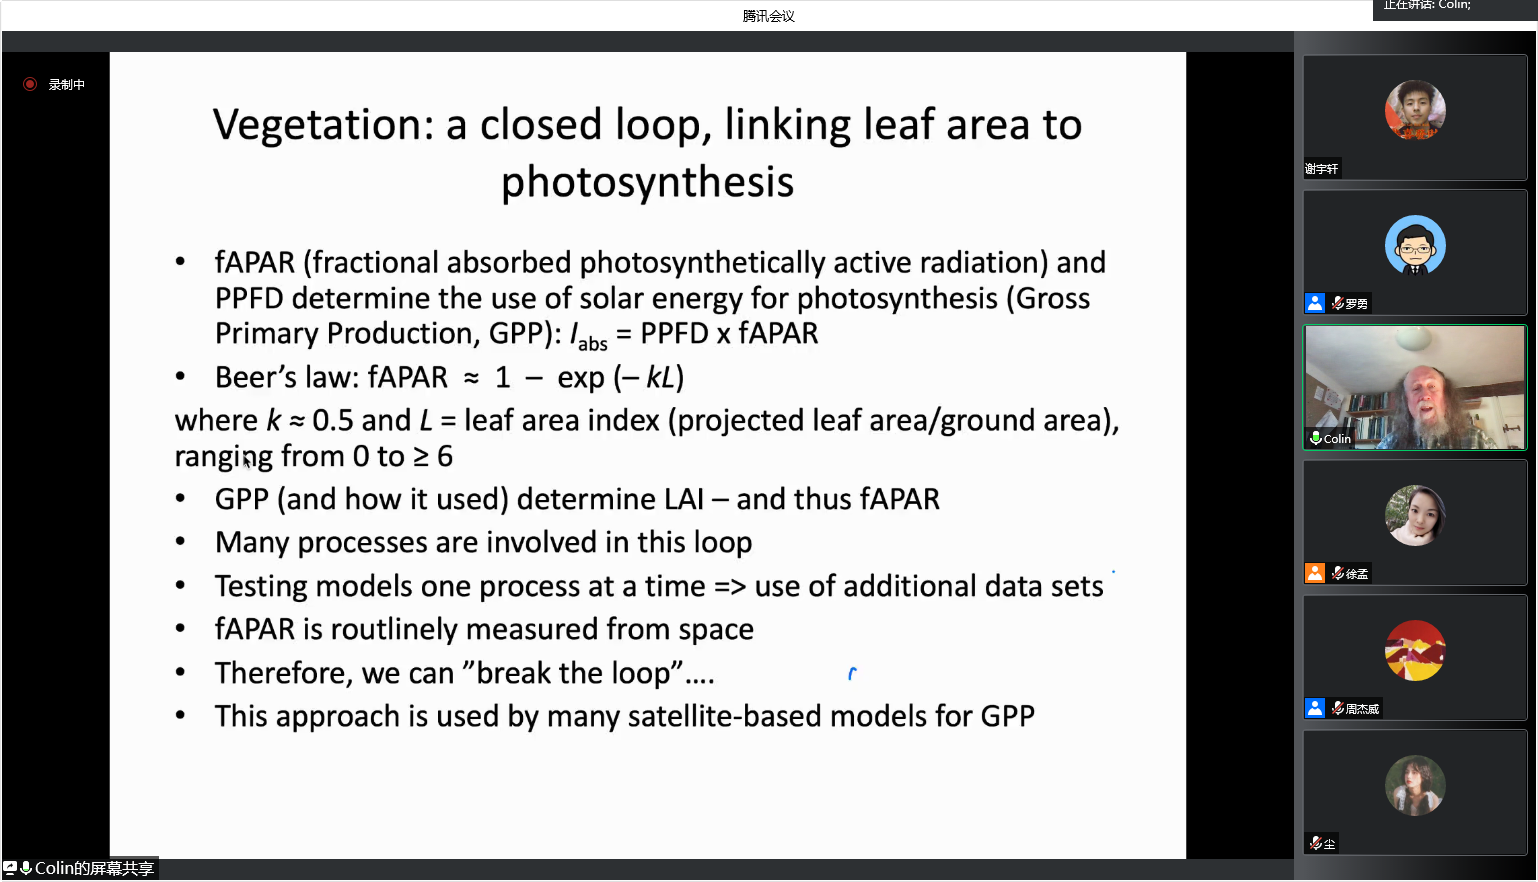 腾讯会议
正在讲话: Colin;
录制中
Vegetation: a closed loop, linking leaf area to
photosynthesis
• fAPAR (fractional absorbed photosynthetically active radiation) and
PPFD determine the use of solar energy for photosynthesis (Gross
Primary Production, GPP): Iabs = PPFD x fAPAR
• Beer’s law: fAPAR ≈ 1 – exp (– kL)
where k ≈ 0.5 and L = leaf area index (projected leaf area/ground area),
ranging from 0 to ≥ 6
• GPP (and how it used) determine LAI – and thus fAPAR
• Many processes are involved in this loop
• Testing models one process at a time => use of additional data sets
• fAPAR is routlinely measured from space
• Therefore, we can ”break the loop”....
• This approach is used by many satellite-based models for GPP
谢宇轩
罗勇
Colin
徐孟
周杰威
尘
Colin的屏幕共享